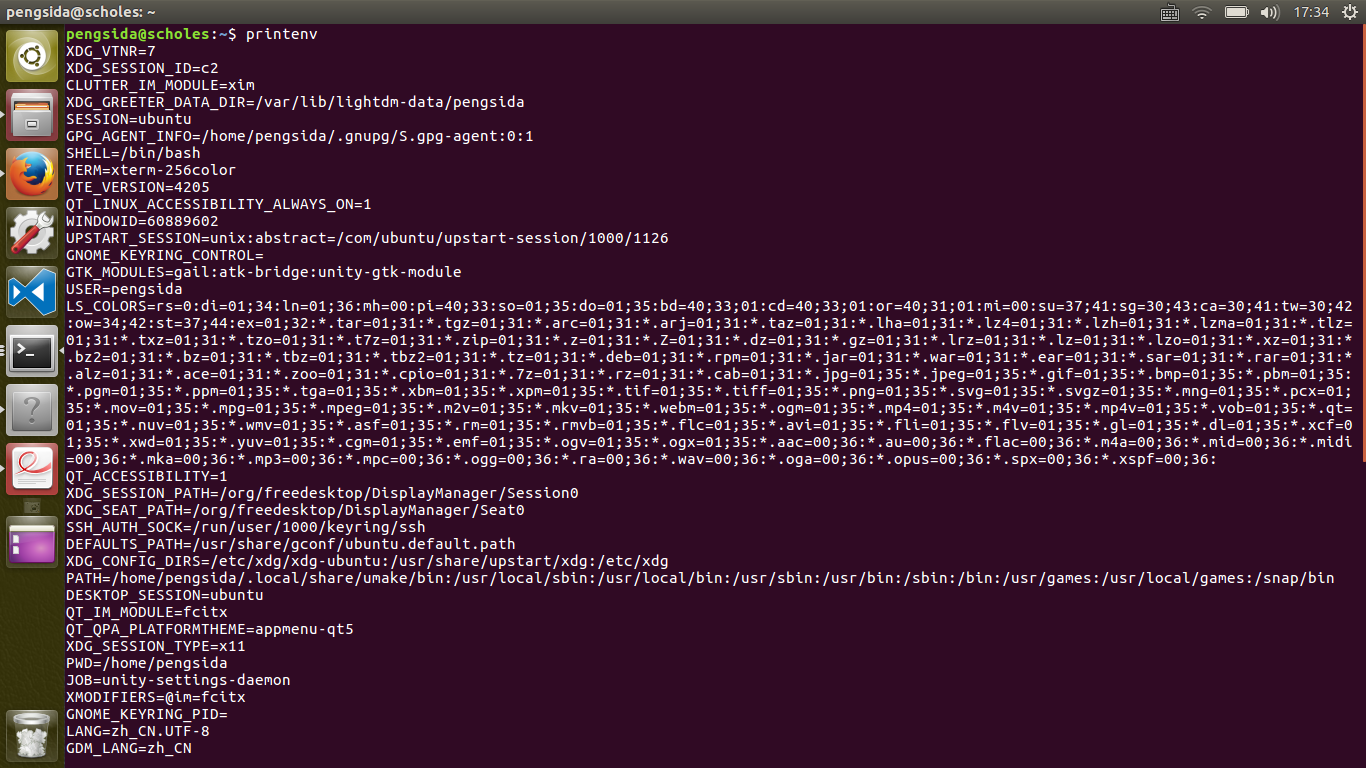 pengsida@scholes: ~
17:34
pengsida@scholes:~$ printenv
XDG_VTNR=7
XDG_SESSION_ID=c2
CLUTTER_IM_MODULE=xim
XDG_GREETER_DATA_DIR=/var/lib/lightdm-data/pengsida
SESSION=ubuntu
GPG_AGENT_INFO=/home/pengsida/.gnupg/S.gpg-agent:0:1
SHELL=/bin/bash
TERM=xterm-256color
VTE_VERSION=4205
QT_LINUX_ACCESSIBILITY_ALWAYS_ON=1
WINDOWID=60889602
UPSTART_SESSION=unix:abstract=/com/ubuntu/upstart-session/1000/1126
GNOME_KEYRING_CONTROL=
GTK_MODULES=gail:atk-bridge:unity-gtk-module
USER=pengsida
LS_COLORS=rs=0:di=01;34:ln=01;36:mh=00:pi=40;33:so=01;35:do=01;35:bd=40;33;01:cd=40;33;01:or=40;31;01:mi=00:su=37;41:sg=30;43:ca=30;41:tw=30;42
:ow=34;42:st=37;44:ex=01;32:*.tar=01;31:*.tgz=01;31:*.arc=01;31:*.arj=01;31:*.taz=01;31:*.lha=01;31:*.lz4=01;31:*.lzh=01;31:*.lzma=01;31:*.tlz=
01;31:*.txz=01;31:*.tzo=01;31:*.t7z=01;31:*.zip=01;31:*.z=01;31:*.Z=01;31:*.dz=01;31:*.gz=01;31:*.lrz=01;31:*.lz=01;31:*.lzo=01;31:*.xz=01;31:*
.bz2=01;31:*.bz=01;31:*.tbz=01;31:*.tbz2=01;31:*.tz=01;31:*.deb=01;31:*.rpm=01;31:*.jar=01;31:*.war=01;31:*.ear=01;31:*.sar=01;31:*.rar=01;31:*
.alz=01;31:*.ace=01;31:*.zoo=01;31:*.cpio=01;31:*.7z=01;31:*.rz=01;31:*.cab=01;31:*.jpg=01;35:*.jpeg=01;35:*.gif=01;35:*.bmp=01;35:*.pbm=01;35:
*.pgm=01;35:*.ppm=01;35:*.tga=01;35:*.xbm=01;35:*.xpm=01;35:*.tif=01;35:*.tiff=01;35:*.png=01;35:*.svg=01;35:*.svgz=01;35:*.mng=01;35:*.pcx=01;
35:*.mov=01;35:*.mpg=01;35:*.mpeg=01;35:*.m2v=01;35:*.mkv=01;35:*.webm=01;35:*.ogm=01;35:*.mp4=01;35:*.m4v=01;35:*.mp4v=01;35:*.vob=01;35:*.qt=
01;35:*.nuv=01;35:*.wmv=01;35:*.asf=01;35:*.rm=01;35:*.rmvb=01;35:*.flc=01;35:*.avi=01;35:*.fli=01;35:*.flv=01;35:*.gl=01;35:*.dl=01;35:*.xcf=0
1;35:*.xwd=01;35:*.yuv=01;35:*.cgm=01;35:*.emf=01;35:*.ogv=01;35:*.ogx=01;35:*.aac=00;36:*.au=00;36:*.flac=00;36:*.m4a=00;36:*.mid=00;36:*.midi
=00;36:*.mka=00;36:*.mp3=00;36:*.mpc=00;36:*.ogg=00;36:*.ra=00;36:*.wav=00;36:*.oga=00;36:*.opus=00;36:*.spx=00;36:*.xspf=00;36:
QT_ACCESSIBILITY=1
XDG_SESSION_PATH=/org/freedesktop/DisplayManager/Session0
XDG_SEAT_PATH=/org/freedesktop/DisplayManager/Seat0
SSH_AUTH_SOCK=/run/user/1000/keyring/ssh
DEFAULTS_PATH=/usr/share/gconf/ubuntu.default.path
XDG_CONFIG_DIRS=/etc/xdg/xdg-ubuntu:/usr/share/upstart/xdg:/etc/xdg
PATH=/home/pengsida/.local/share/umake/bin:/usr/local/sbin:/usr/local/bin:/usr/sbin:/usr/bin:/sbin:/bin:/usr/games:/usr/local/games:/snap/bin
DESKTOP_SESSION=ubuntu
QT_IM_MODULE=fcitx
QT_QPA_PLATFORMTHEME=appmenu-qt5
XDG_SESSION_TYPE=x11
PWD=/home/pengsida
JOB=unity-settings-daemon
XMODIFIERS=@im=fcitx
GNOME_KEYRING_PID=
LANG=zh_CN.UTF-8
GDM_LANG=zh_CN